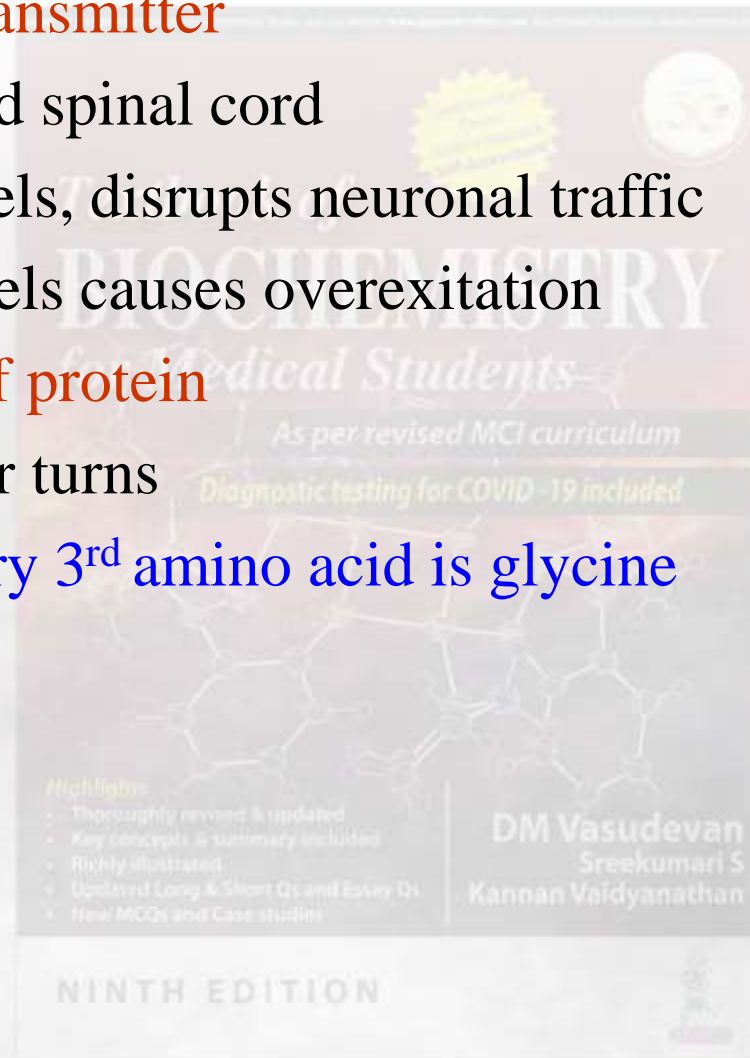 ansmitter
d spinal cord
els, disrupts neuronal traffic
els causes overexitation
f protein
r turns
ry 3rd amino acid is glycine
Textbook of
BIOCHEMISTRY
for Medical Students
As per revised MCI curriculum
Diagnostic testing for COVID-19 included
Highlights
• Thoroughly revised & updated
• Key concepts & summary included
• Richly illustrated
• Updated Long & Short Qs and Essay Qs
• New MCQs and Case studies
DM Vasudevan
Sreekumari S
Kannan Vaidyanathan
NINTH EDITION